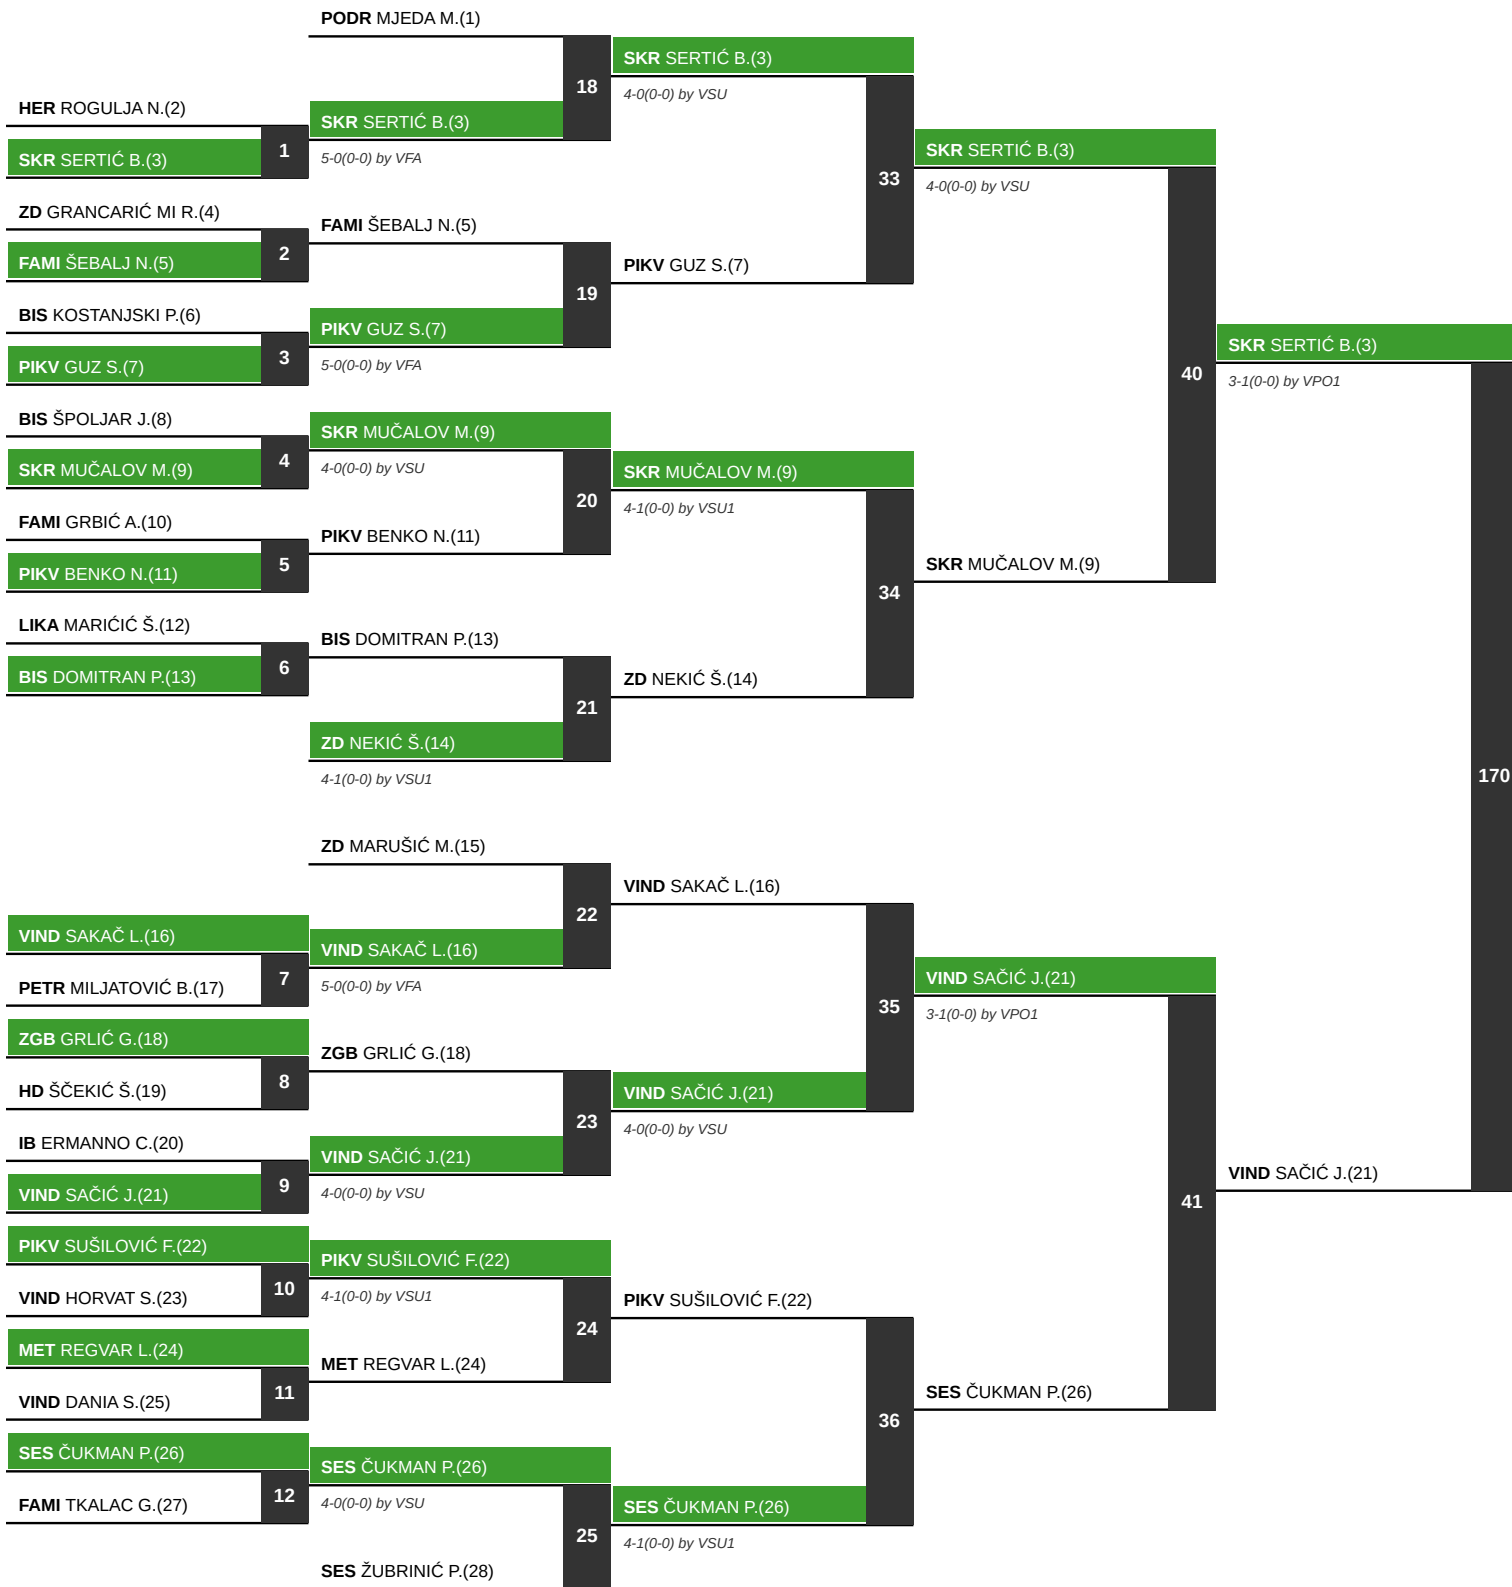 PODR MJEDA M.(1)
HER ROGULJA N.(2)
SKR SERTIĆ B.(3)
1
ZD GRANCARIĆ MI R.(4)
FAMI ŠEBALJ N.(5)
2
BIS KOSTANJSKI P.(6)
PIKV GUZ S.(7)
3
BIS ŠPOLJAR J.(8)
SKR MUČALOV M.(9)
4
FAMI GRBIĆ A.(10)
PIKV BENKO N.(11)
5
LIKA MARIĆIĆ Š.(12)
BIS DOMITRAN P.(13)
6
VIND SAKAČ L.(16)
PETR MILJATOVIĆ B.(17)
7
ZGB GRLIĆ G.(18)
HD ŠČEKIĆ Š.(19)
8
IB ERMANNO C.(20)
VIND SAČIĆ J.(21)
9
PIKV SUŠILOVIĆ F.(22)
VIND HORVAT S.(23)
10
MET REGVAR L.(24)
VIND DANIA S.(25)
11
SES ČUKMAN P.(26)
FAMI TKALAC G.(27)
12
SKR SERTIĆ B.(3)
5-0(0-0) by VFA
18
FAMI ŠEBALJ N.(5)
PIKV GUZ S.(7)
5-0(0-0) by VFA
19
SKR MUČALOV M.(9)
4-0(0-0) by VSU
PIKV BENKO N.(11)
20
BIS DOMITRAN P.(13)
ZD NEKIĆ Š.(14)
4-1(0-0) by VSU1
21
ZD MARUŠIĆ M.(15)
VIND SAKAČ L.(16)
5-0(0-0) by VFA
22
ZGB GRLIĆ G.(18)
VIND SAČIĆ J.(21)
4-0(0-0) by VSU
23
PIKV SUŠILOVIĆ F.(22)
4-1(0-0) by VSU1
MET REGVAR L.(24)
24
SES ČUKMAN P.(26)
4-0(0-0) by VSU
SES ŽUBRINIĆ P.(28)
25
SKR SERTIĆ B.(3)
4-0(0-0) by VSU
PIKV GUZ S.(7)
33
SKR MUČALOV M.(9)
4-1(0-0) by VSU1
ZD NEKIĆ Š.(14)
34
VIND SAKAČ L.(16)
VIND SAČIĆ J.(21)
4-0(0-0) by VSU
35
PIKV SUŠILOVIĆ F.(22)
SES ČUKMAN P.(26)
4-1(0-0) by VSU1
36
SKR SERTIĆ B.(3)
4-0(0-0) by VSU
SKR MUČALOV M.(9)
40
VIND SAČIĆ J.(21)
3-1(0-0) by VPO1
SES ČUKMAN P.(26)
41
SKR SERTIĆ B.(3)
3-1(0-0) by VPO1
VIND SAČIĆ J.(21)
170